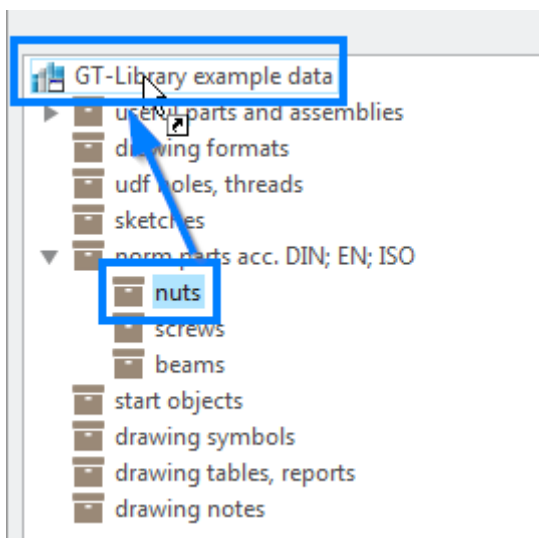 GT-Library example data
useful parts and assemblies
drawing formats
udf holes, threads
sketches
norm parts acc. DIN; EN; ISO
nuts
screws
beams
start objects
drawing symbols
drawing tables, reports
drawing notes